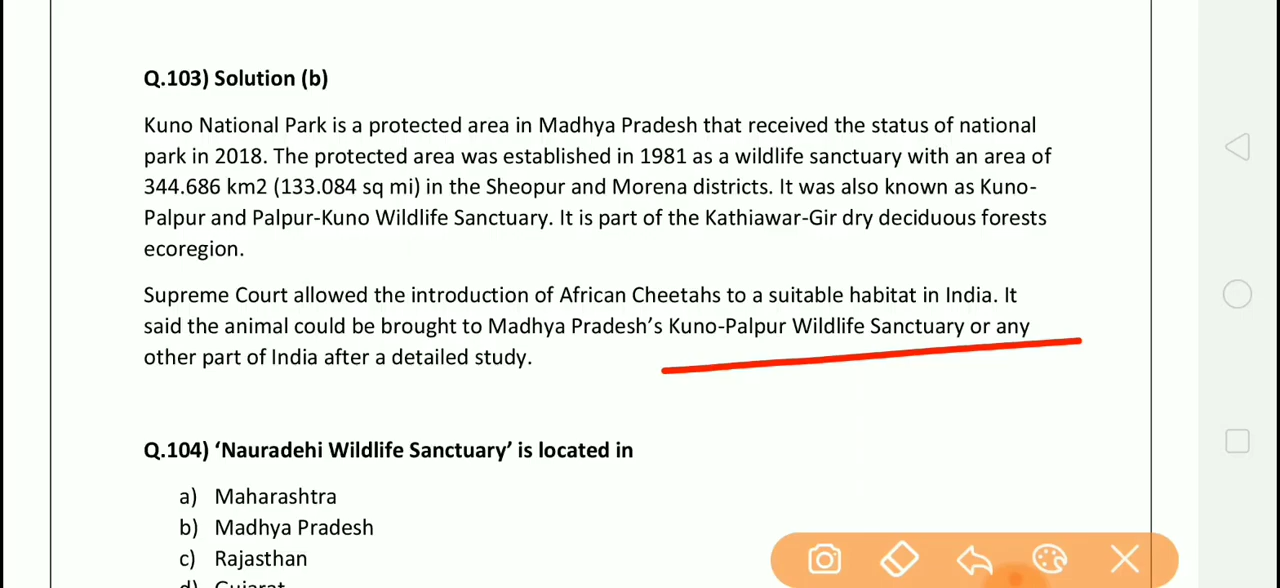 Q.103) Solution (b)
Kuno National Park is a protected area in Madhya Pradesh that received the status of national
park in 2018. The protected area was established in 1981 as a wildlife sanctuary with an area of
344.686 km2 (133.084 sq mi) in the Sheopur and Morena districts. It was also known as Kuno-
Palpur and Palpur-Kuno Wildlife Sanctuary. It is part of the Kathiawar-Gir dry deciduous forests
ecoregion.
Supreme Court allowed the introduction of African Cheetahs to a suitable habitat in India. It
said the animal could be brought to Madhya Pradesh’s Kuno-Palpur Wildlife Sanctuary or any
other part of India after a detailed study.
Q.104) ‘Nauradehi Wildlife Sanctuary’ is located in
a) Maharashtra
b) Madhya Pradesh
c) Rajasthan
d) Gujarat